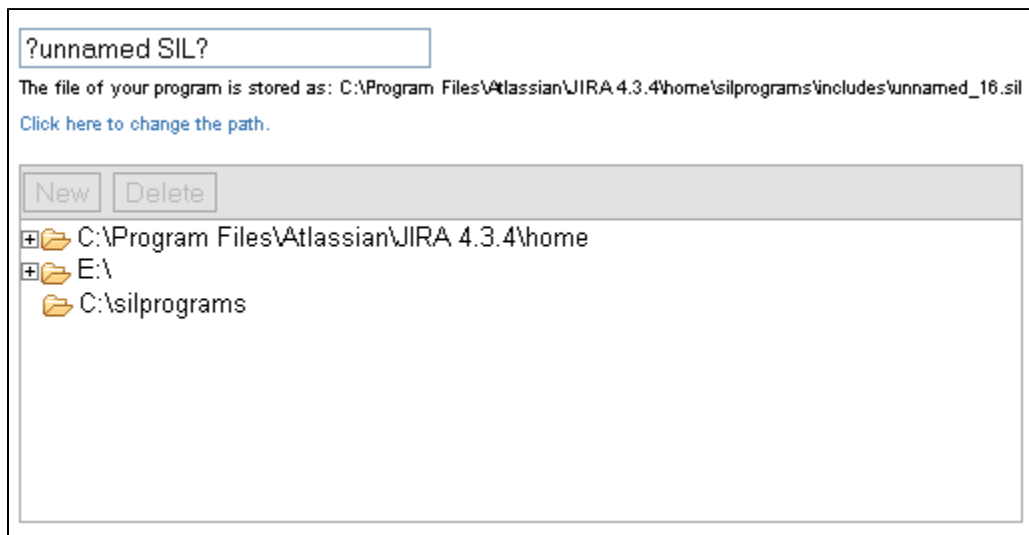 ?unnamed SIL?
The file of your program is stored as: C:\Program Files\Atlassian\JIRA 4.3.4\home\silprograms\includes\unnamed_16.sil
Click here to change the path.
New Delete
C:\Program Files\Atlassian\JIRA 4.3.4\home
E:\
C:\silprograms